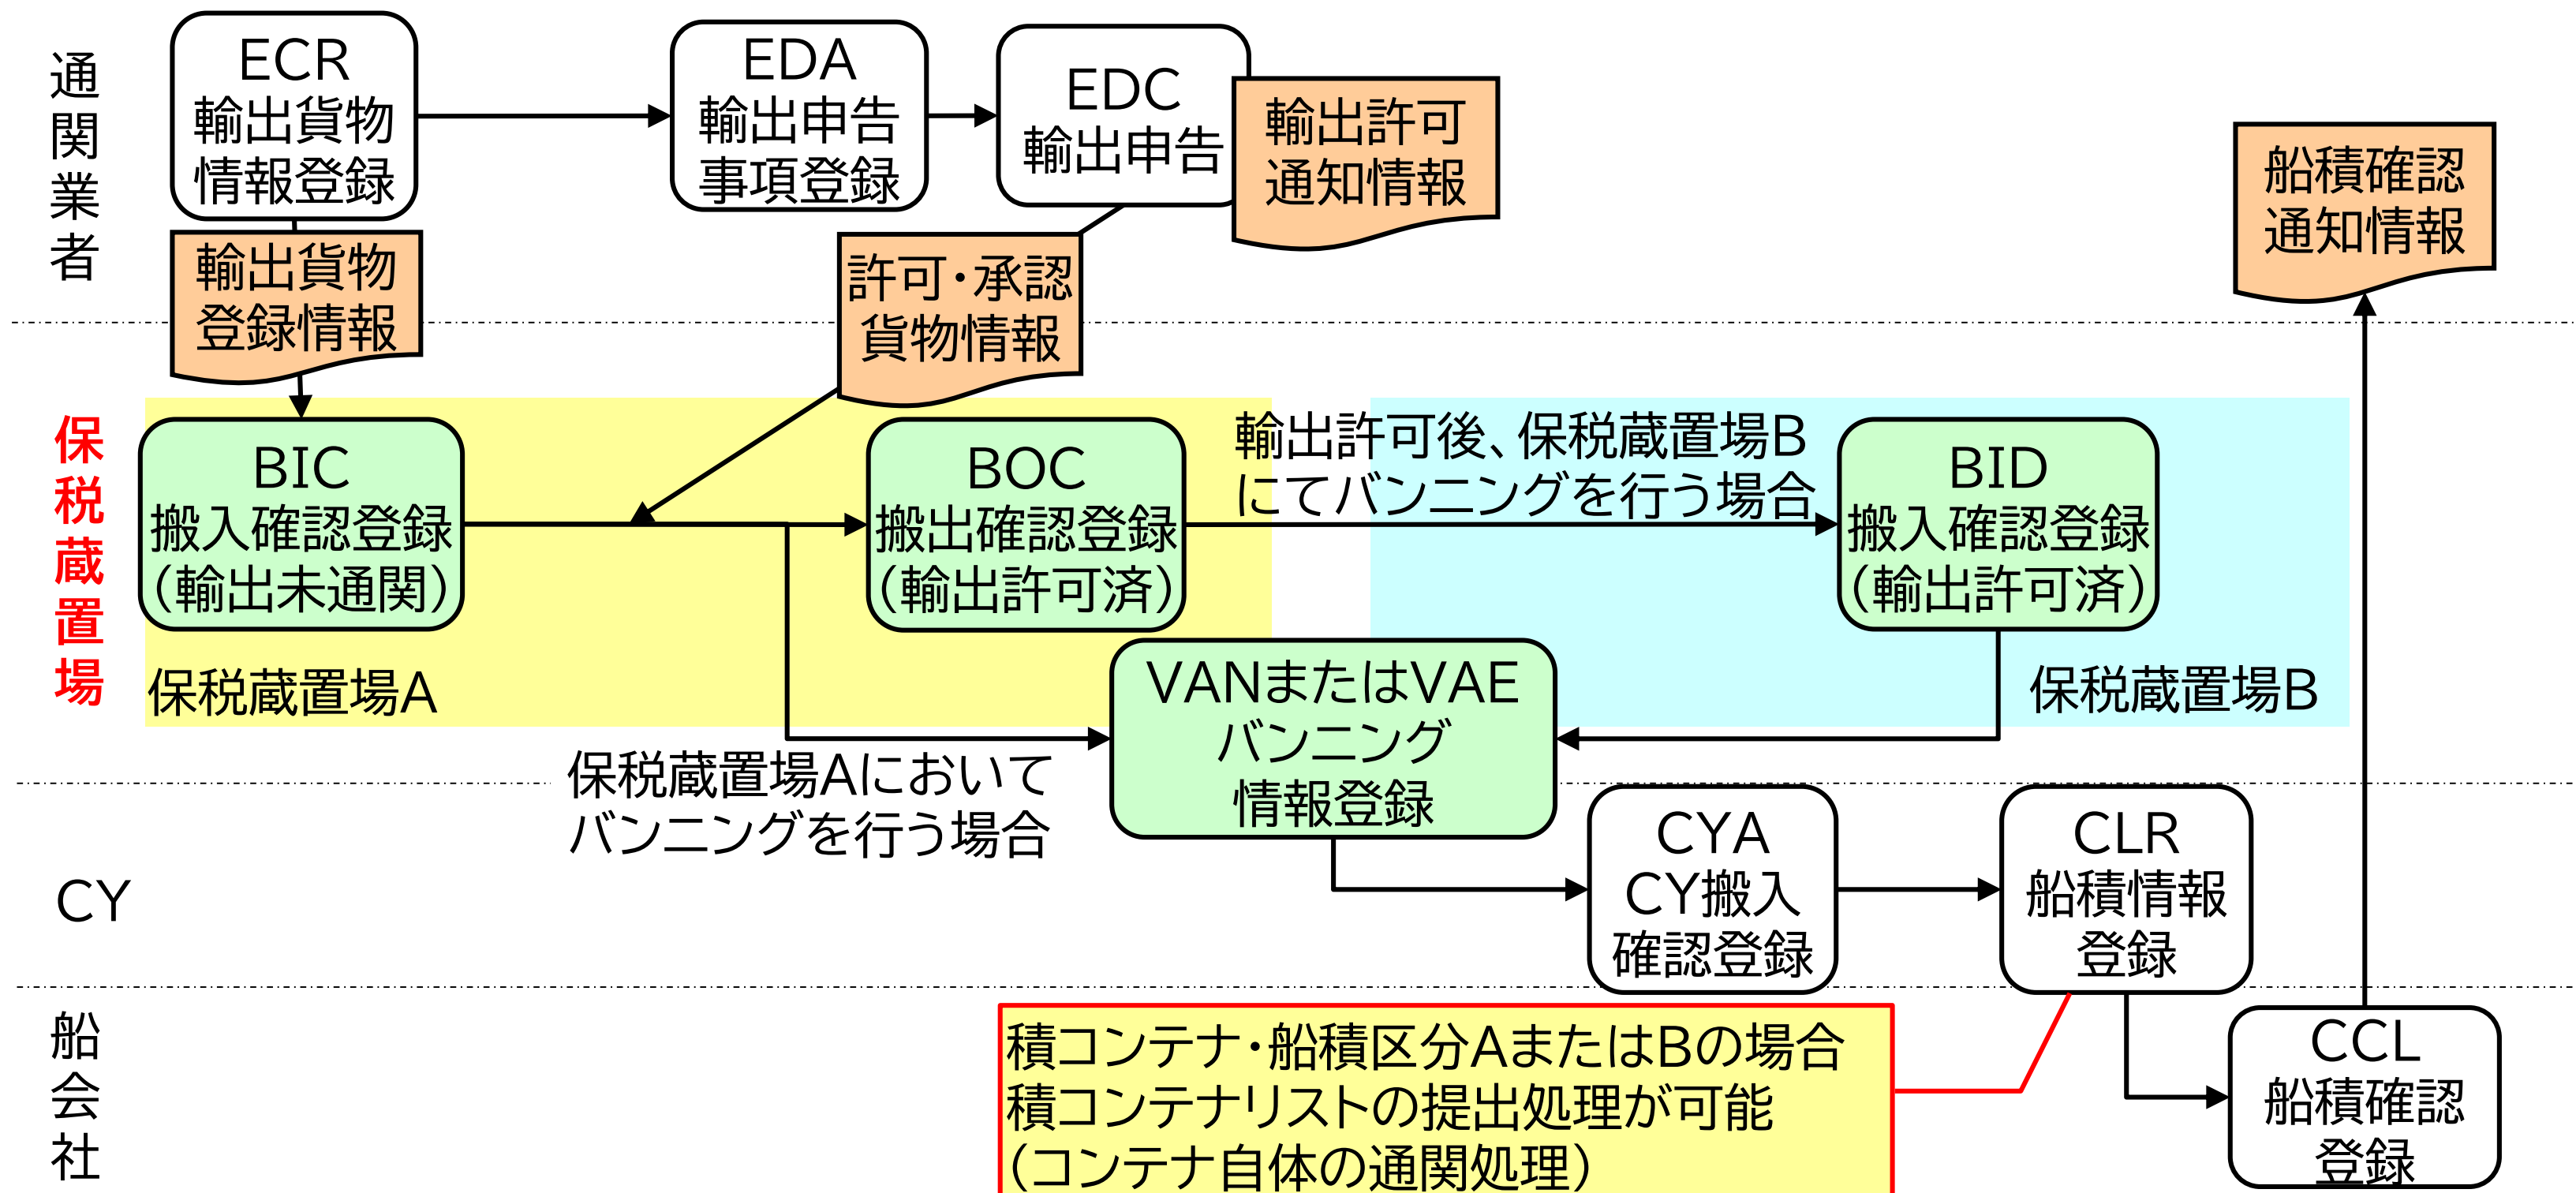 通関業者
ECR
輸出貨物
情報登録
EDA
輸出申告
事項登録
EDC
輸出申告
輸出許可
通知情報
船積確認
通知情報
輸出貨物
登録情報
許可・承認
貨物情報
保税蔵置場
BIC
搬入確認登録
（輸出未通関）
BOC
搬出確認登録
（輸出許可済）
輸出許可後、保税蔵置場B
にてバンニングを行う場合
BID
搬入確認登録
（輸出許可済）
保税蔵置場A
保税蔵置場B
VANまたはVAE
バンニング
情報登録
保税蔵置場Aにおいて
バンニングを行う場合
CY
CYA
CY搬入
確認登録
CLR
船積情報
登録
船会社
積コンテナ・船積区分AまたはBの場合
積コンテナリストの提出処理が可能
（コンテナ自体の通関処理）
CCL
船積確認
登録